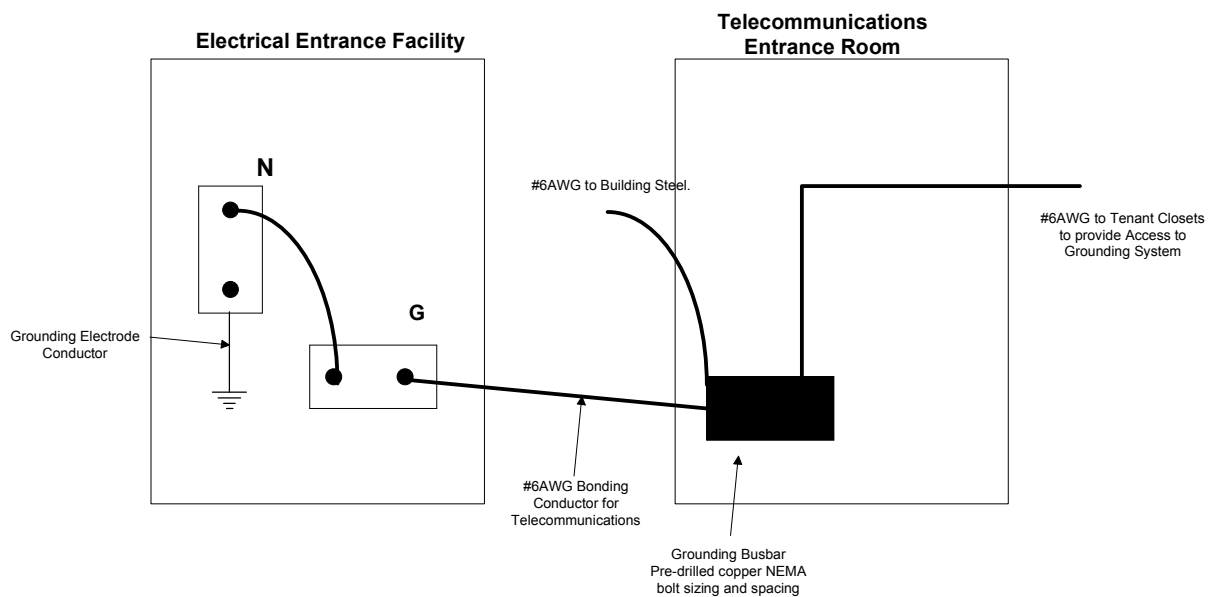 Electrical Entrance Facility
Telecommunications
Entrance Room
N
#6AWG to Building Steel.
#6AWG to Tenant Closets
to provide Access to
Grounding System
G
Grounding Electrode
Conductor
#6AWG Bonding
Conductor for
Telecommunications
Grounding Busbar
Pre-drilled copper NEMA
bolt sizing and spacing